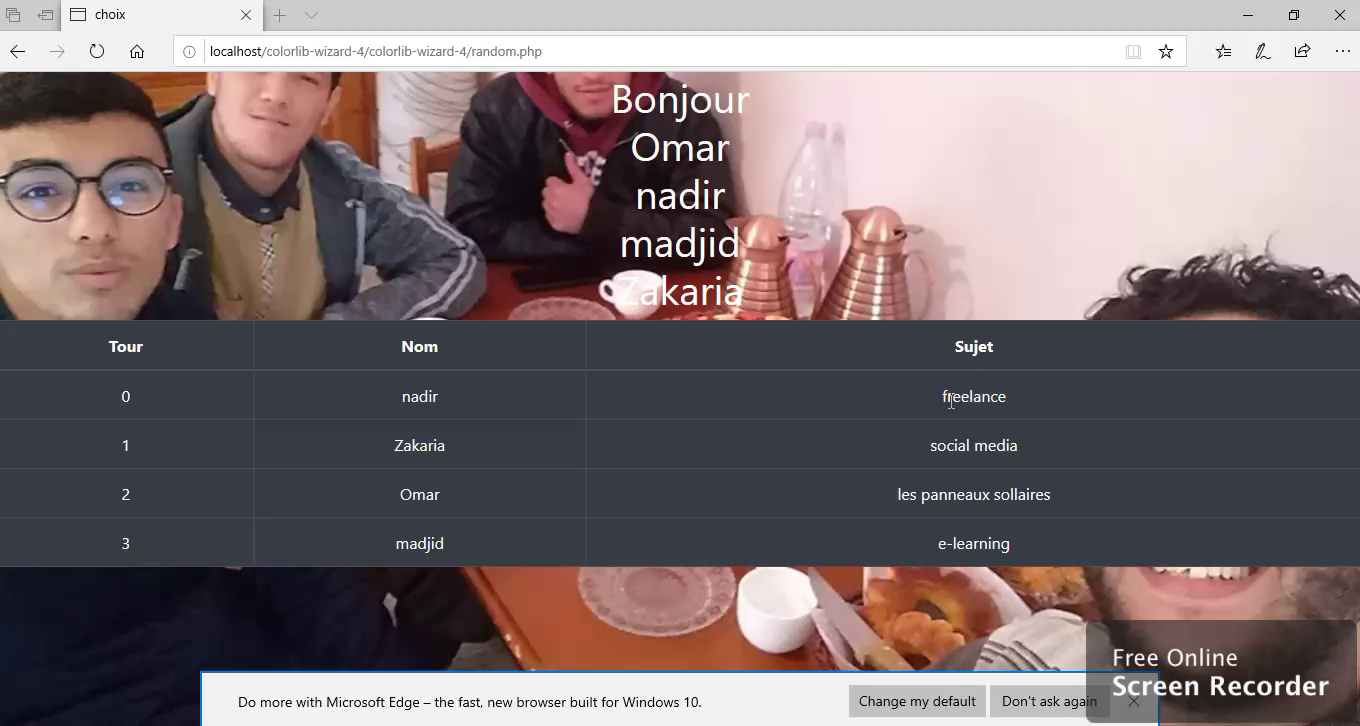 choix
localhost/colorlib-wizard-4/colorlib-wizard-4/random.php
Bonjour
Omar
nadir
madjid
Zakaria
Tour Nom Sujet
0 nadir freelance
1 Zakaria social media
2 Omar les panneaux sollaires
3 madjid e-learning
Free Online
Screen Recorder
Do more with Microsoft Edge – the fast, new browser built for Windows 10. Change my default Don't ask again